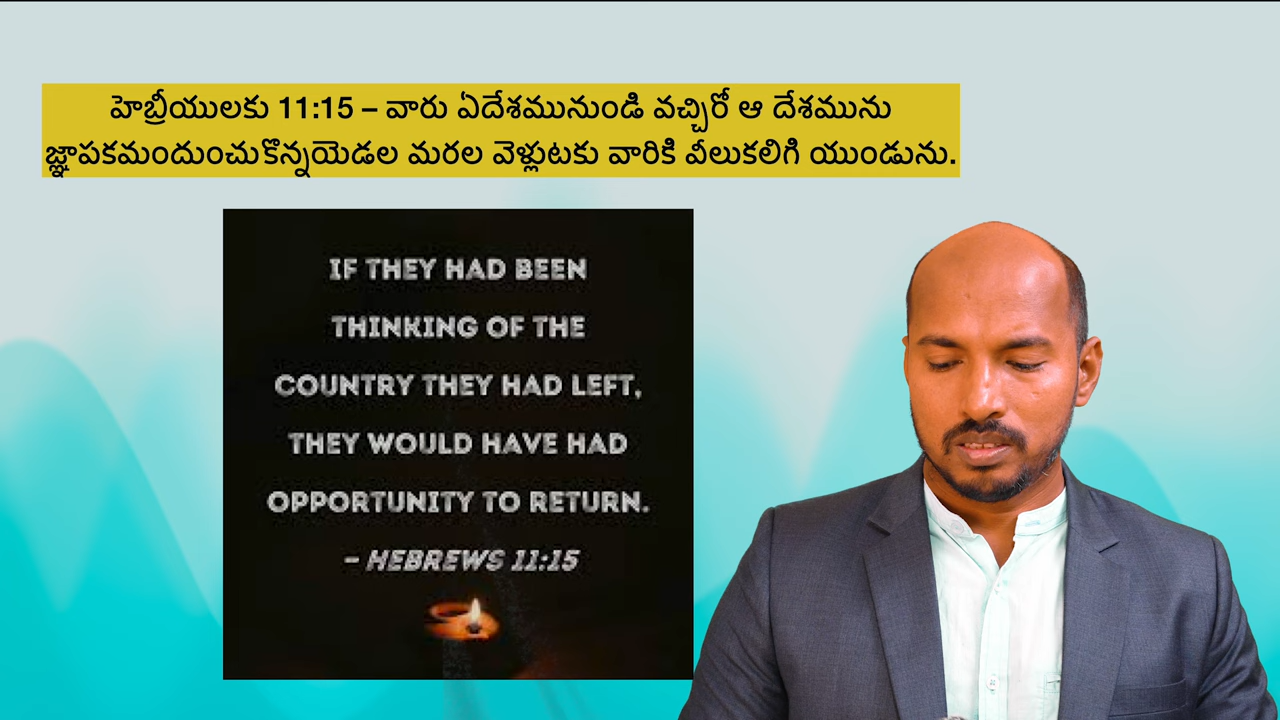 హెబ్రీయులకు 11:15 – వారు ఏదేశమునుండి వచ్చిరో ఆ దేశమును
జ్ఞాపకమందుంచుకొన్నయెడల మరల వెళ్లుటకు వారికి వీలుకలిగి యుండును.
IF THEY HAD BEEN
THINKING OF THE
COUNTRY THEY HAD LEFT,
THEY WOULD HAVE HAD
OPPORTUNITY TO RETURN.
– HEBREWS 11:15